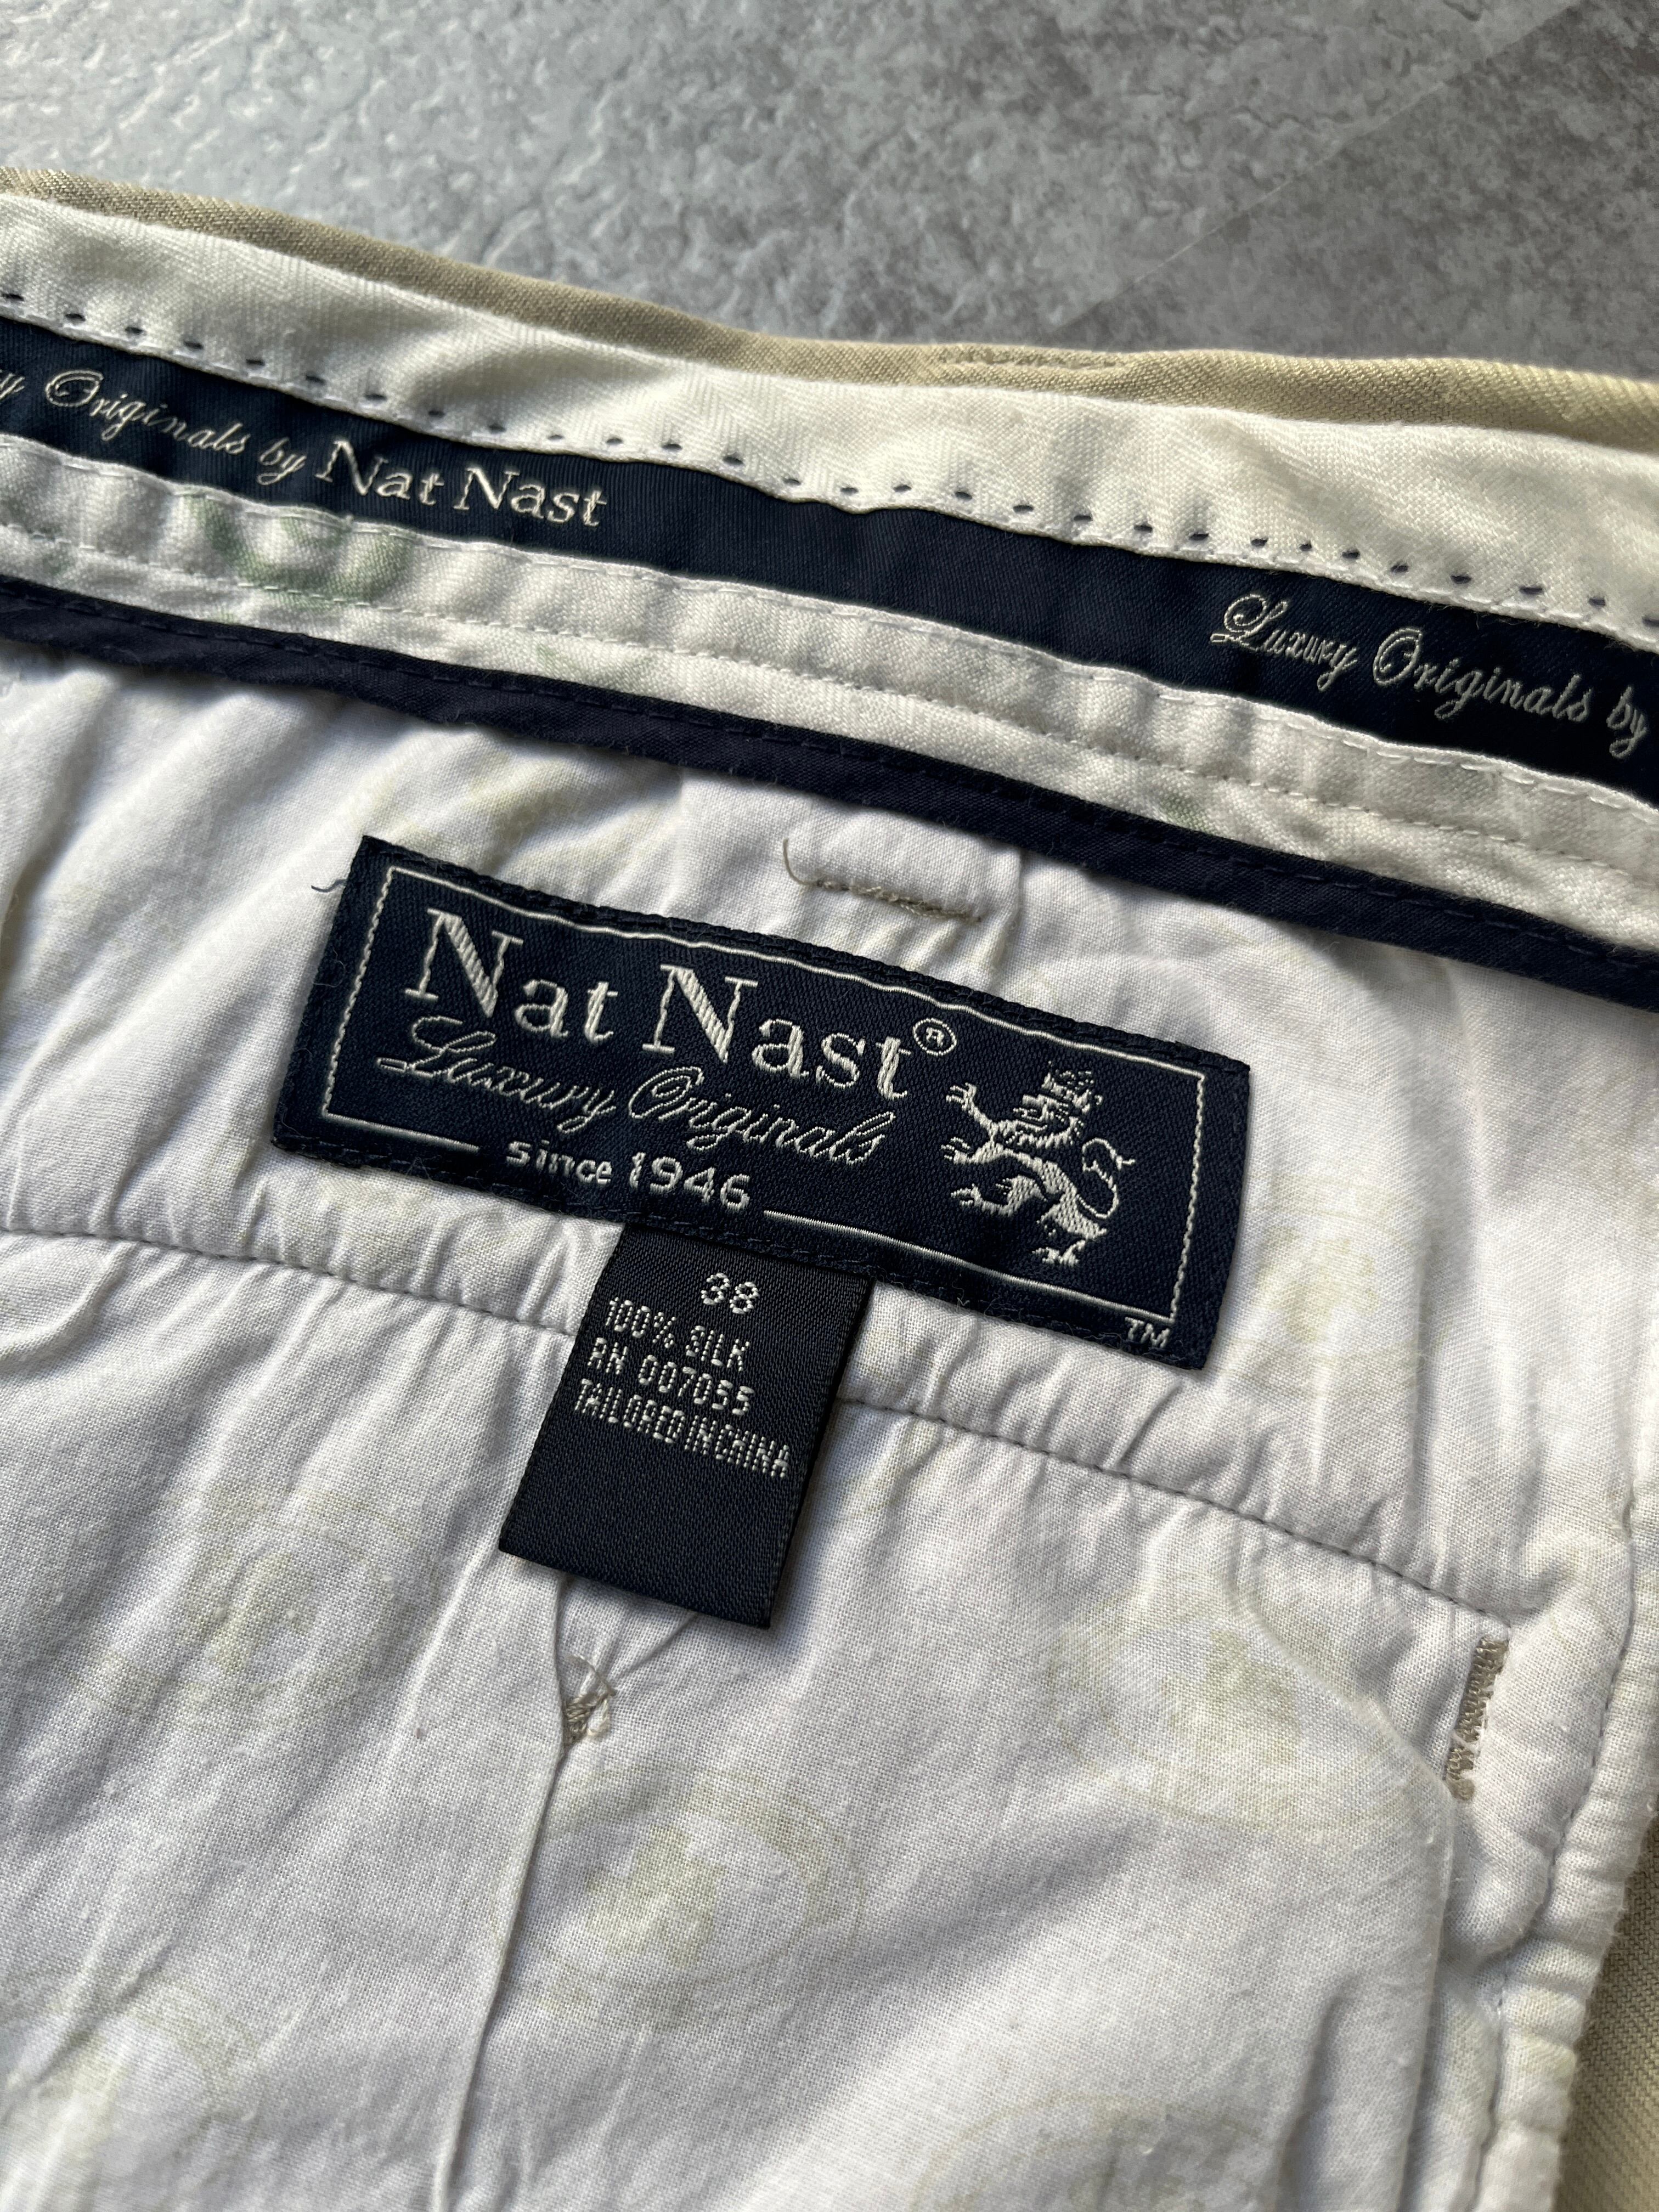 Originals by Nat Nast
Luxury Originals by
Nat Nast®
Luxury Originals
since 1946
TM
38
100% SILK
RN 007055
TAILORED IN CHINA